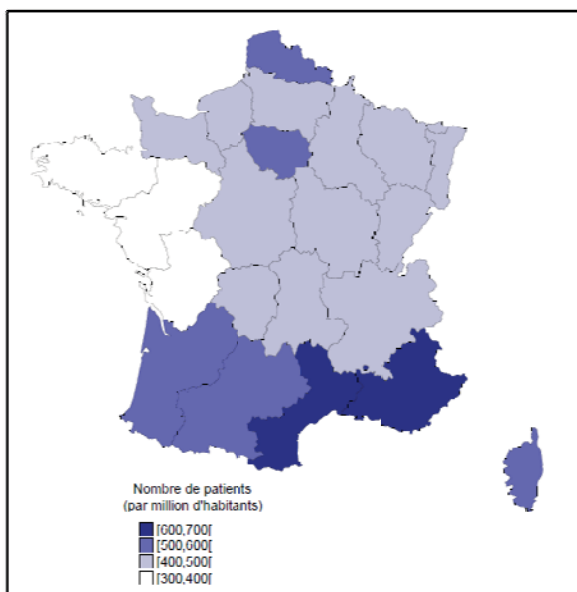 Nombre de patients
(par million d'habitants)
[600,700[
[500,600[
[400,500[
[300,400[